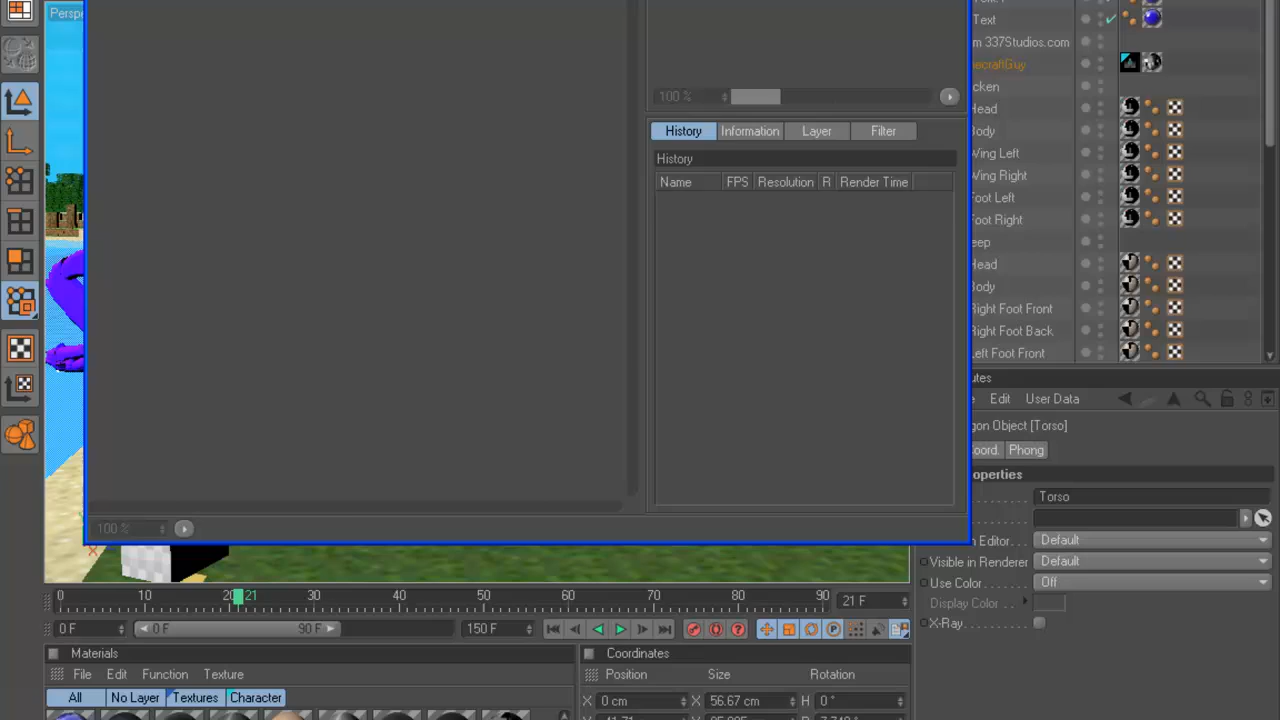 Persp
Text
m 337Studios.com
necraftGuy
icken
100 %
Head
History Information Layer Filter
Body
History
Wing Left
Name FPS Resolution R Render Time
Wing Right
Foot Left
Foot Right
eep
Head
Body
Right Foot Front
Right Foot Back
Left Foot Front
utes
e Edit User Data
gon Object [Torso]
oord. Phong
operties
Torso
100 %
n Editor. . . Default
Visible in Renderer Default
Use Color . . . . . . Off
Display Color . . .
X-Ray. . . . . . . . . .
0 10 20 21 30 40 50 60 70 80 90 21 F
0 F 0 F 90 F 150 F
Materials Coordinates
File Edit Function Texture Position Size Rotation
All No Layer Textures Character
X 0 cm X 56.67 cm H 0 °